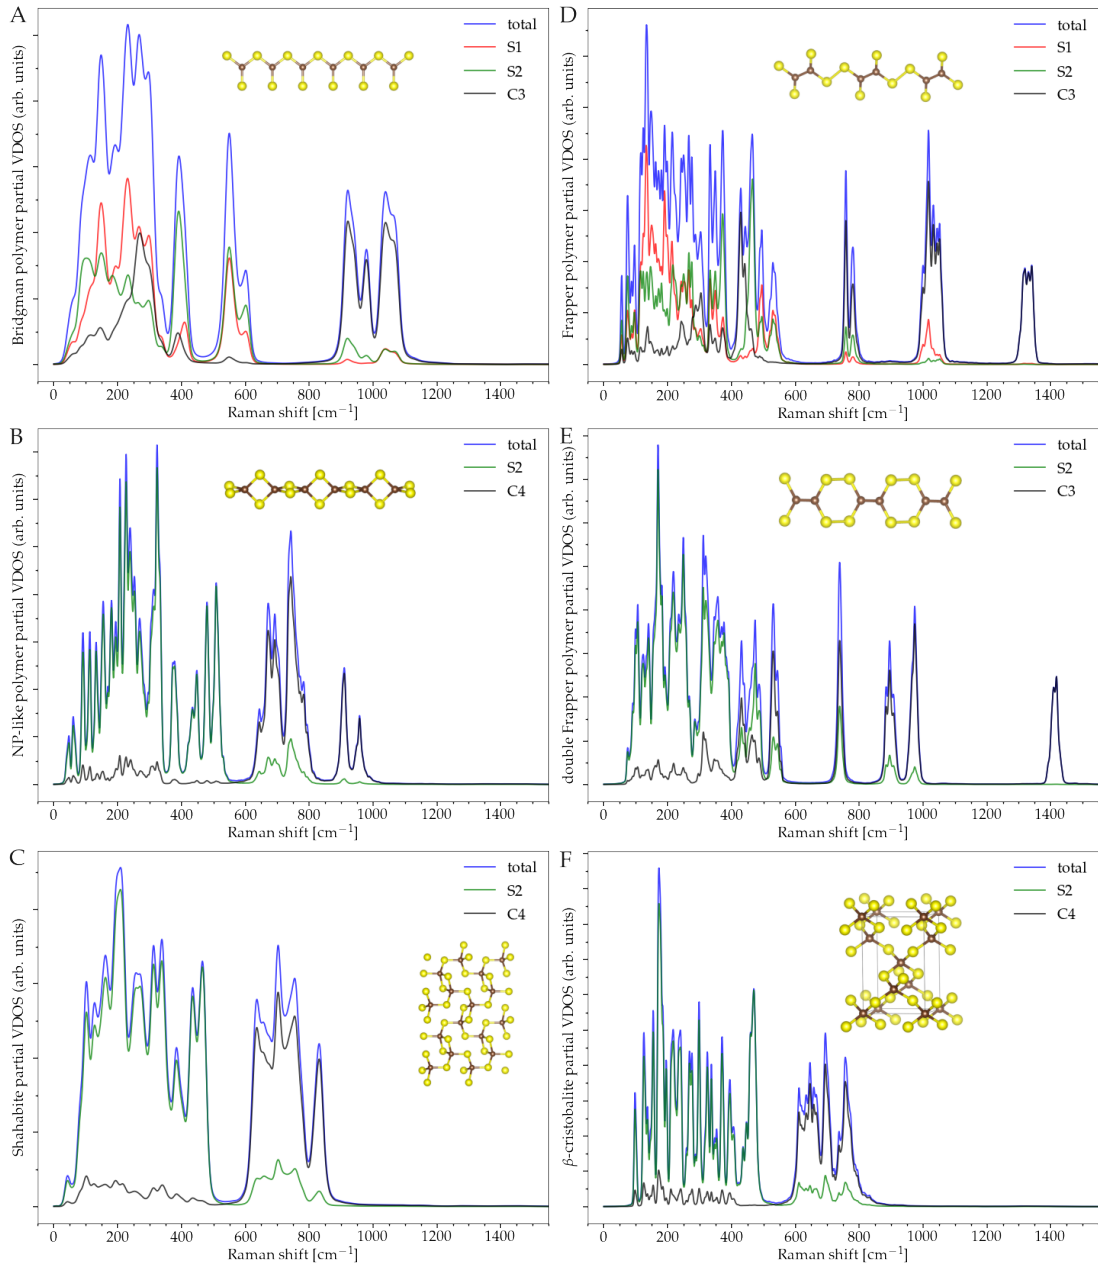 A
Bridgman polymer partial VDOS (arb. units)
total
S1
S2
C3
0 200 400 600 800 1000 1200 1400
Raman shift [cm⁻¹]
D
Frapper polymer partial VDOS (arb. units)
total
S1
S2
C3
0 200 400 600 800 1000 1200 1400
Raman shift [cm⁻¹]
B
NP-like polymer partial VDOS (arb. units)
total
S2
C4
0 200 400 600 800 1000 1200 1400
Raman shift [cm⁻¹]
E
double Frapper polymer partial VDOS (arb. units)
total
S2
C3
0 200 400 600 800 1000 1200 1400
Raman shift [cm⁻¹]
C
Shahabite partial VDOS (arb. units)
total
S2
C4
0 200 400 600 800 1000 1200 1400
Raman shift [cm⁻¹]
F
β-cristobalite partial VDOS (arb. units)
total
S2
C4
0 200 400 600 800 1000 1200 1400
Raman shift [cm⁻¹]